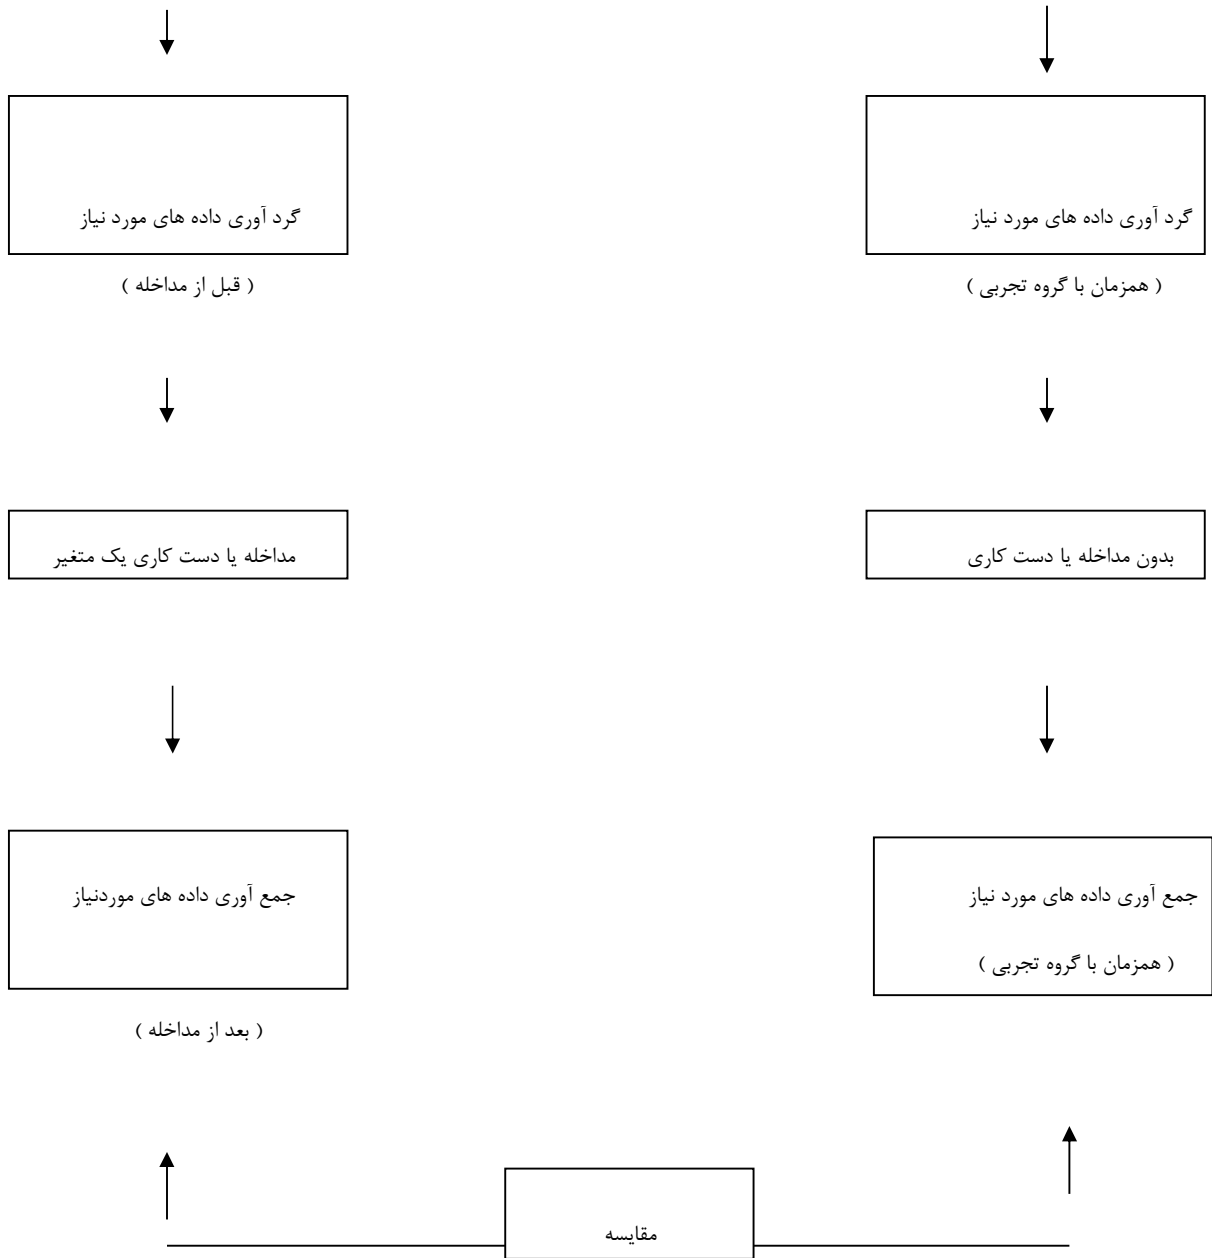 گرد آوری داده های مورد نیاز
گرد آوری داده های مورد نیاز
( همزمان با گروه تجربی )
( قبل از مداخله )
بدون مداخله یا دست کاری
مداخله یا دست کاری یک متغیر
جمع آوری داده های مورد نیاز
جمع آوری داده های موردنیاز
( همزمان با گروه تجربی )
( بعد از مداخله )
مقایسه